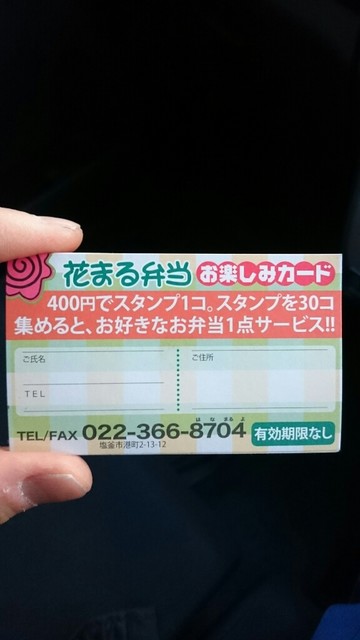 花まる弁当 お楽しみカード
400円でスタンプ1コ。スタンプを30コ
集めると、お好きなお弁当1点サービス!!
ご氏名 ご住所
TEL
は な まる よ
TEL/FAX 022-366-8704 有効期限なし
塩釜市港町2-13-12